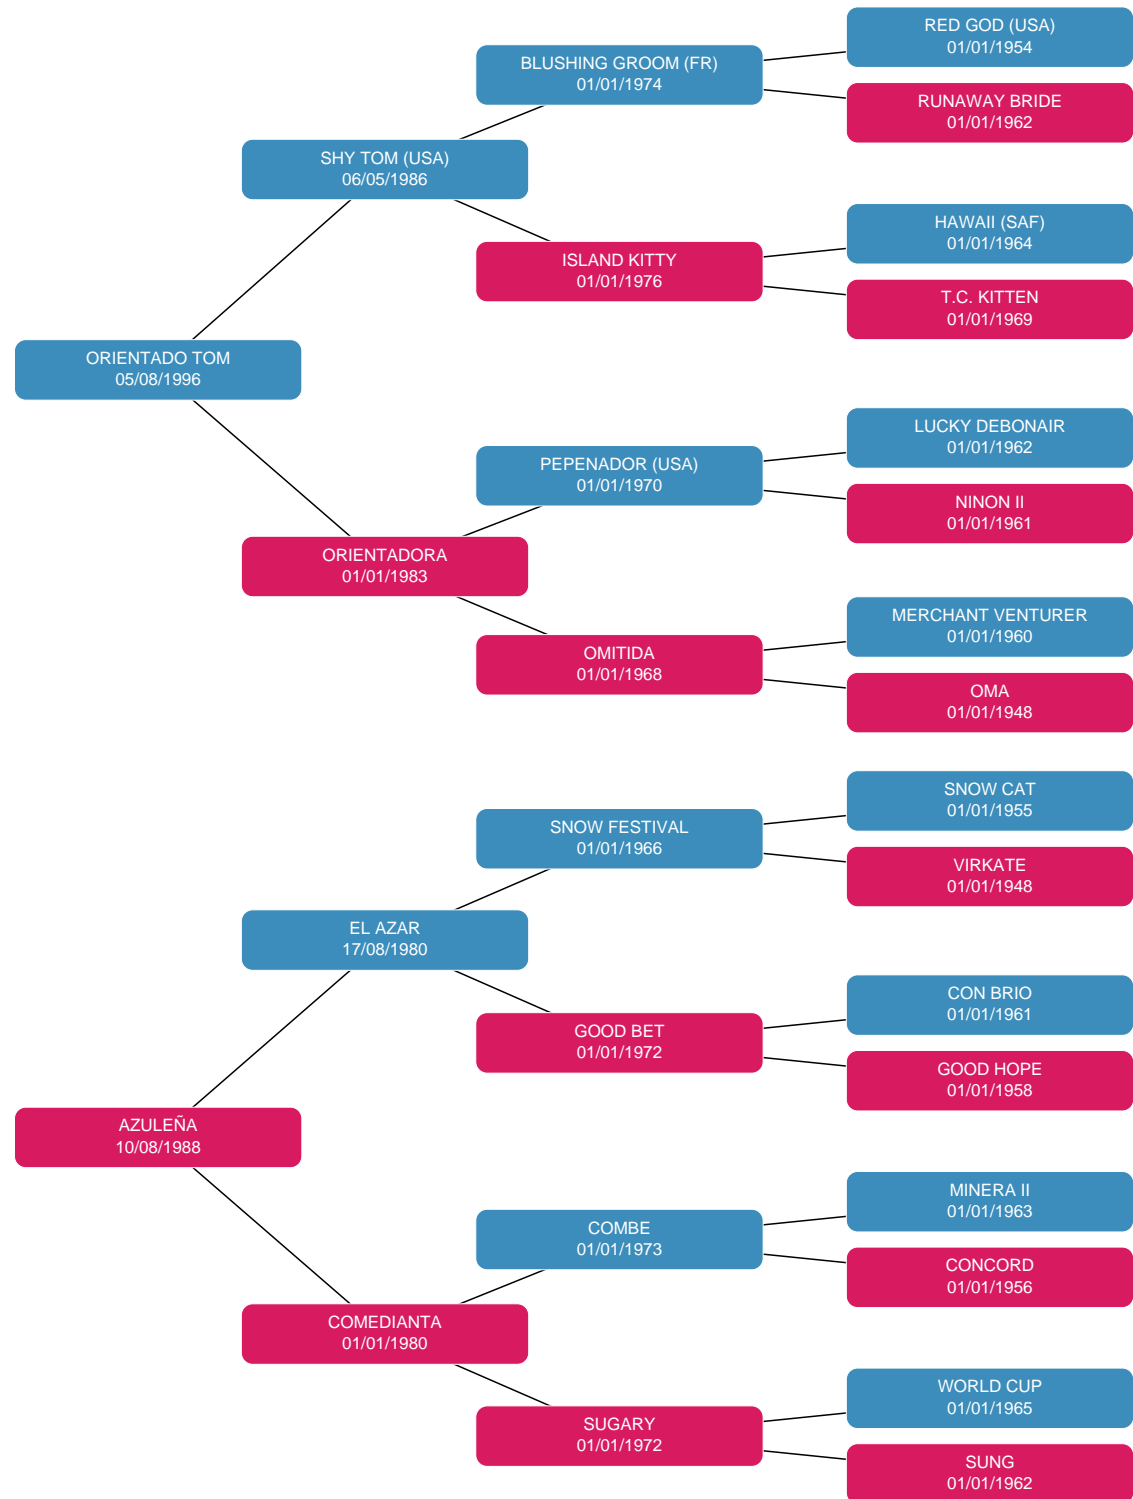 RED GOD (USA)
01/01/1954
BLUSHING GROOM (FR)
01/01/1974
RUNAWAY BRIDE
01/01/1962
SHY TOM (USA)
06/05/1986
HAWAII (SAF)
01/01/1964
ISLAND KITTY
01/01/1976
T.C. KITTEN
01/01/1969
ORIENTADO TOM
05/08/1996
LUCKY DEBONAIR
01/01/1962
PEPENADOR (USA)
01/01/1970
NINON II
01/01/1961
ORIENTADORA
01/01/1983
MERCHANT VENTURER
01/01/1960
OMITIDA
01/01/1968
OMA
01/01/1948
SNOW CAT
01/01/1955
SNOW FESTIVAL
01/01/1966
VIRKATE
01/01/1948
EL AZAR
17/08/1980
CON BRIO
01/01/1961
GOOD BET
01/01/1972
GOOD HOPE
01/01/1958
AZULEÑA
10/08/1988
MINERA II
01/01/1963
COMBE
01/01/1973
CONCORD
01/01/1956
COMEDIANTA
01/01/1980
WORLD CUP
01/01/1965
SUGARY
01/01/1972
SUNG
01/01/1962